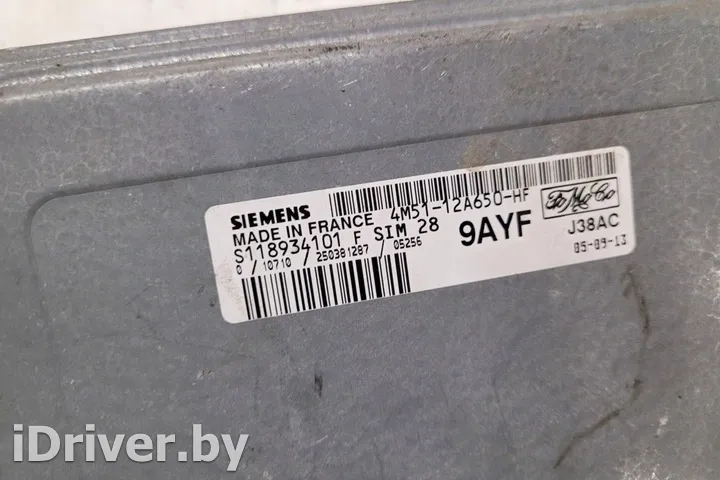 SIEMENS
MADE IN FRANCE 4M51-12A650-HF
S118934101 F SIM 28
0 / 10710 / 250381287 / 05256
9AYF
FoMoCo
J38AC
05-09-13
iDriver.by